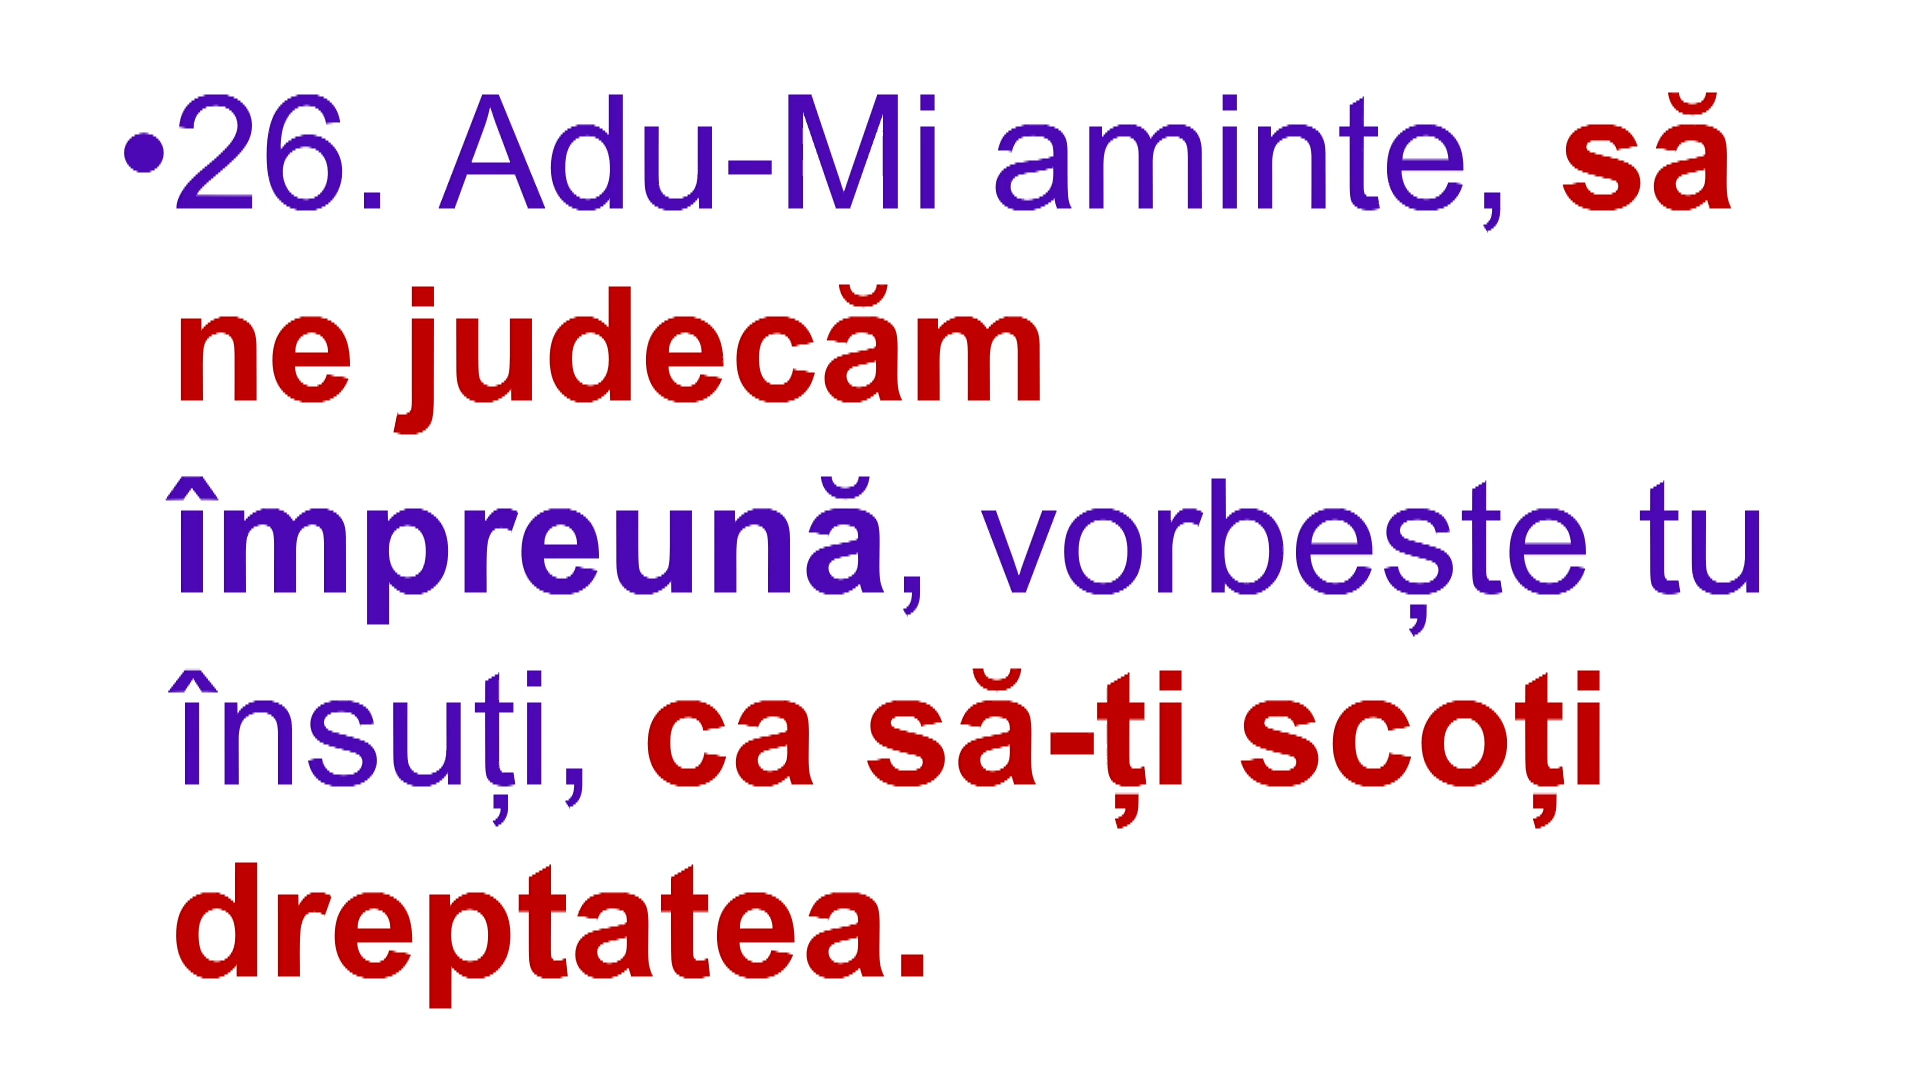 •26. Adu-Mi aminte, să
ne judecăm
împreună, vorbește tu
însuți, ca să-ți scoți
dreptatea.